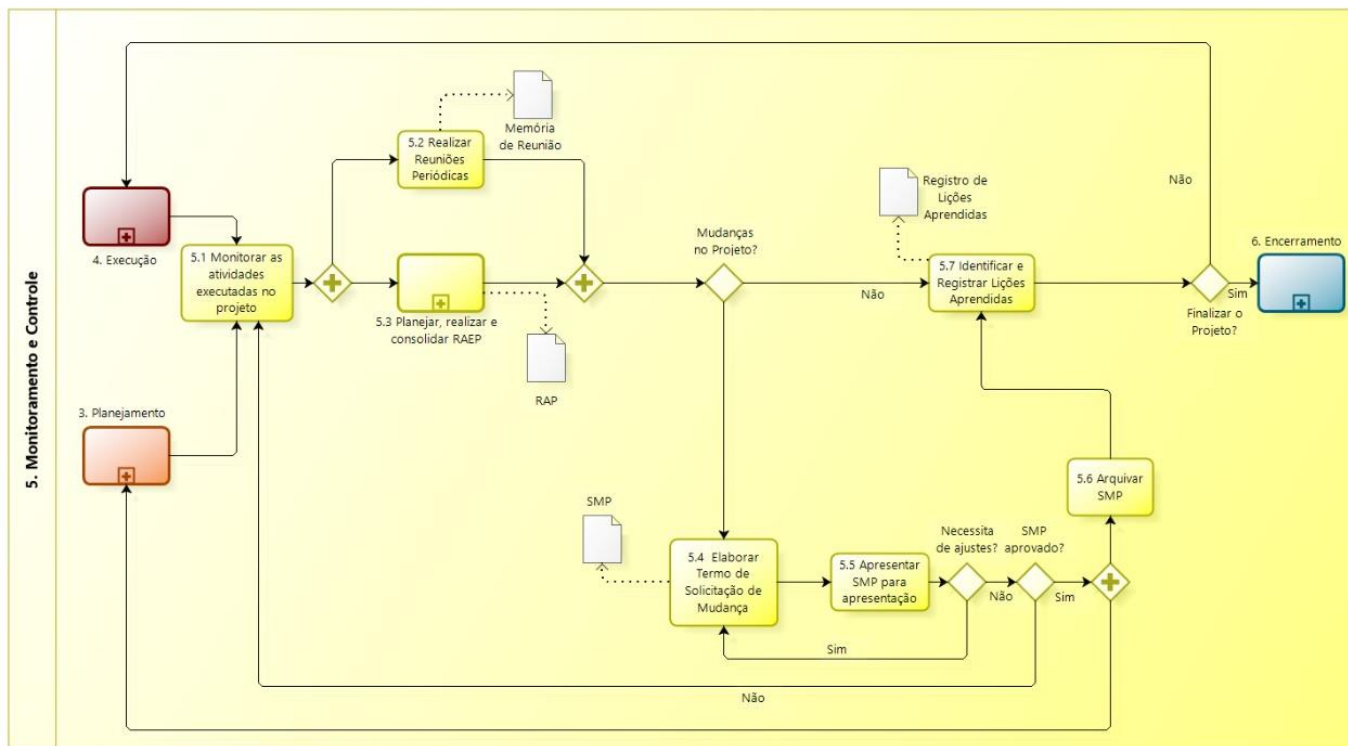 5. Monitoramento e Controle
Memória
de Reunião
5.2 Realizar
Reuniões
Periódicas
Registro de
Lições
Aprendidas
Não
4. Execução
5.1 Monitorar as
atividades
executadas no
projeto
Mudanças
no Projeto?
5.7 Identificar e
Registrar Lições
Aprendidas
6. Encerramento
Não
Sim
Finalizar o
Projeto?
5.3 Planejar, realizar e
consolidar RAEP
RAP
3. Planejamento
5.6 Arquivar
SMP
SMP
Necessita
de ajustes?
SMP
aprovado?
5.4 Elaborar
Termo de
Solicitação de
Mudança
5.5 Apresentar
SMP para
apresentação
Não
Sim
Sim
Não